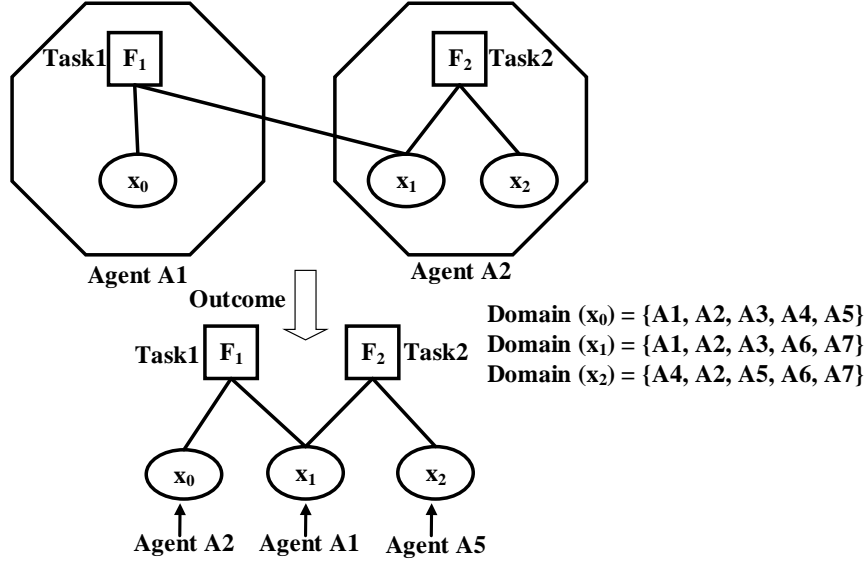 Task1 F₁
F₂ Task2
x₀
x₁
x₂
Agent A1
Agent A2
Outcome
Domain (x₀) = {A1, A2, A3, A4, A5}
Domain (x₁) = {A1, A2, A3, A6, A7}
Domain (x₂) = {A4, A2, A5, A6, A7}
Task1 F₁
F₂ Task2
x₀
x₁
x₂
Agent A2
Agent A1
Agent A5